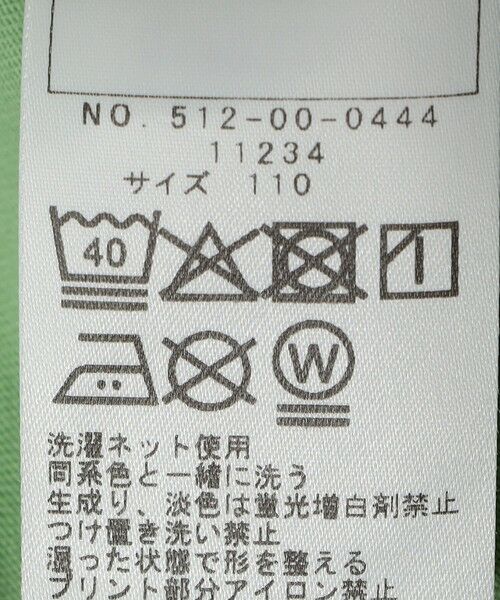 NO. 512-00-0444
11234
サイズ 110
40
W
洗濯ネット使用
同系色と一緒に洗う
生成り、淡色は蛍光増白剤禁止
つけ置き洗い禁止
湿った状態で形を整える
プリント部分アイロン禁止